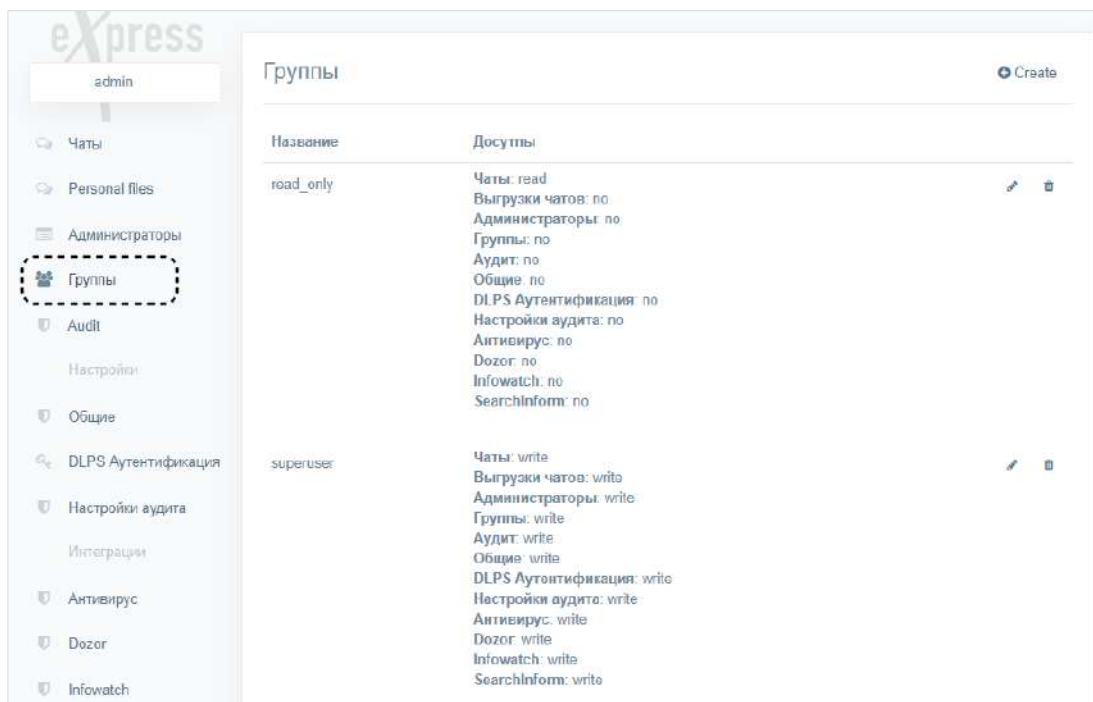 eXpress
admin
Чаты
Personal files
Администраторы
Группы
Audit
Настройки
Общие
DLPS Аутентификация
Настройки аудита
Интеграции
Антивирус
Dozor
Infowatch
Группы
Create
Название Досутпы
read_only
Чаты: read
Выгрузки чатов: no
Администраторы: no
Группы: no
Аудит: no
Общие: no
DLPS Аутентификация: no
Настройки аудита: no
Антивирус: no
Dozor: no
Infowatch: no
SearchInform: no
superuser
Чаты: write
Выгрузки чатов: write
Администраторы: write
Группы: write
Аудит: write
Общие: write
DLPS Аутентификация: write
Настройки аудита: write
Антивирус: write
Dozor: write
Infowatch: write
SearchInform: write